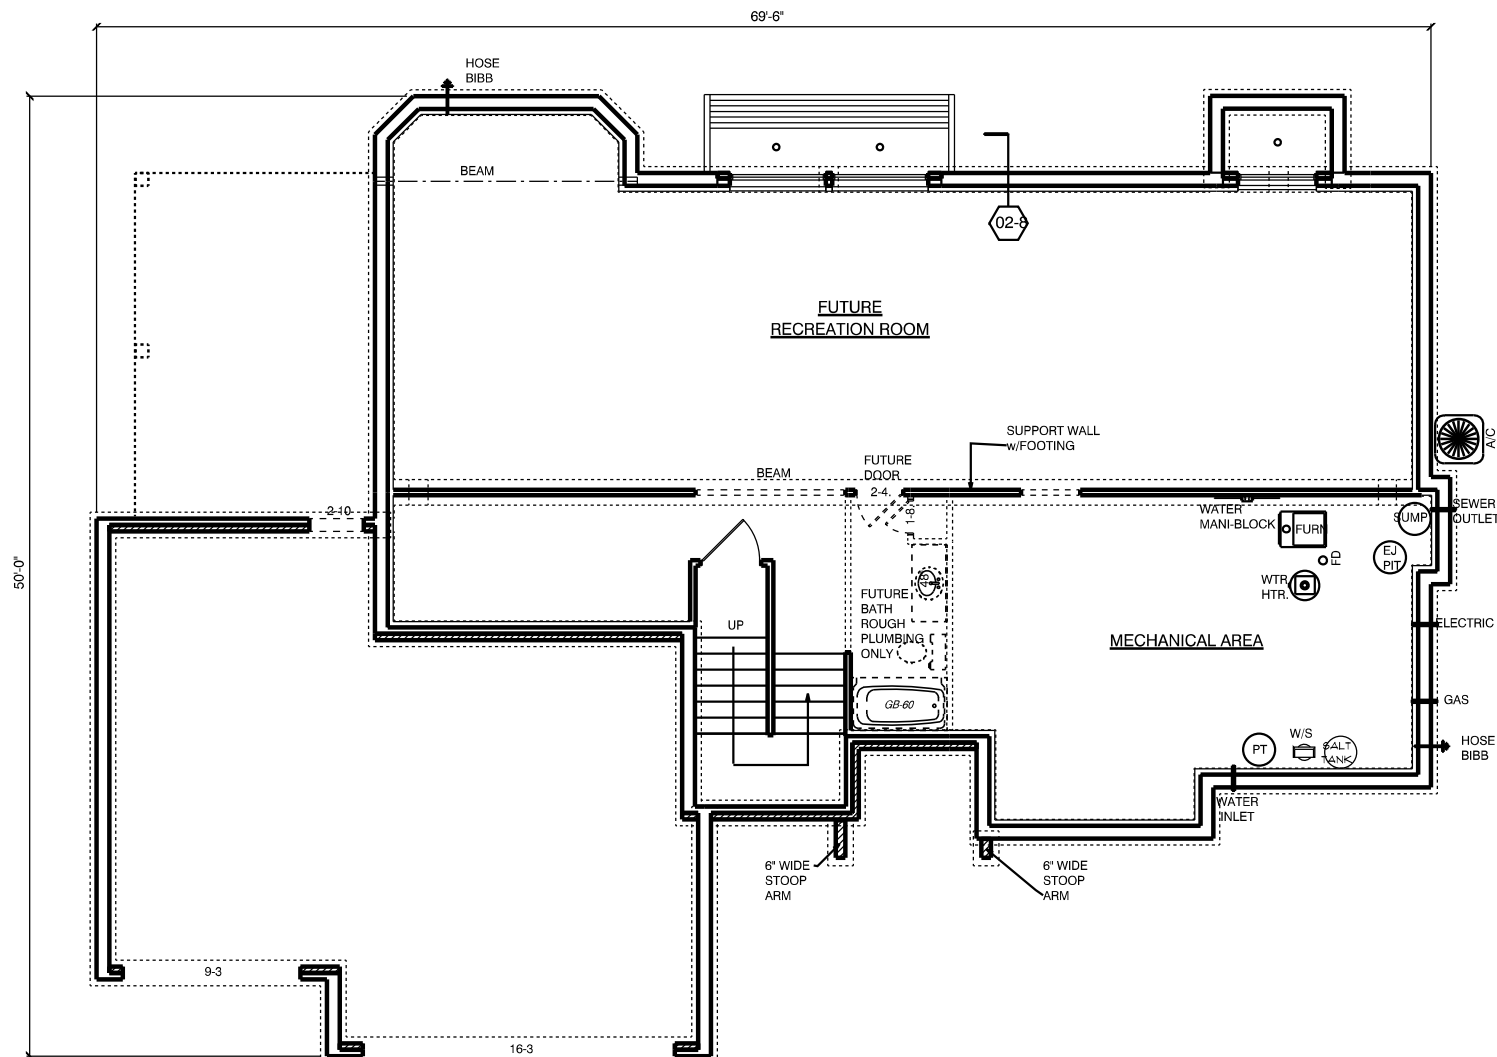 69'-6"
HOSE
BIBB
BEAM
02-8
FUTURE
RECREATION ROOM
SUPPORT WALL
w/FOOTING
A/C
BEAM
FUTURE
DOOR
2-4
1-8
2-10
WATER
MANI-BLOCK
FURN
SUMP
SEWER
OUTLET
FD
EJ
PIT
WTR.
HTR.
50'-0"
48
FUTURE
BATH
ROUGH
PLUMBING
ONLY
UP
MECHANICAL AREA
ELECTRIC
GB-60
GAS
W/S
PT
SALT
TANK
HOSE
BIBB
WATER
INLET
6" WIDE
STOOP
ARM
6" WIDE
STOOP
ARM
9-3
16-3